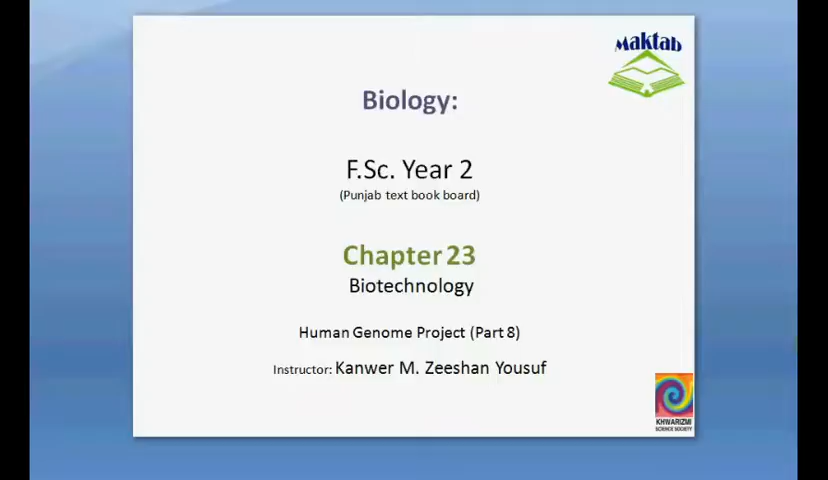 Maktab
Biology:
F.Sc. Year 2
(Punjab text book board)
Chapter 23
Biotechnology
Human Genome Project (Part 8)
Instructor: Kanwer M. Zeeshan Yousuf
KHWARIZMI
SCIENCE SOCIETY